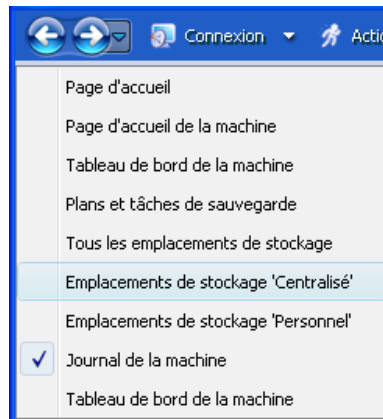 Connexion Actio
Page d'accueil
Page d'accueil de la machine
Tableau de bord de la machine
Plans et tâches de sauvegarde
Tous les emplacements de stockage
Emplacements de stockage 'Centralisé'
Emplacements de stockage 'Personnel'
Journal de la machine
Tableau de bord de la machine